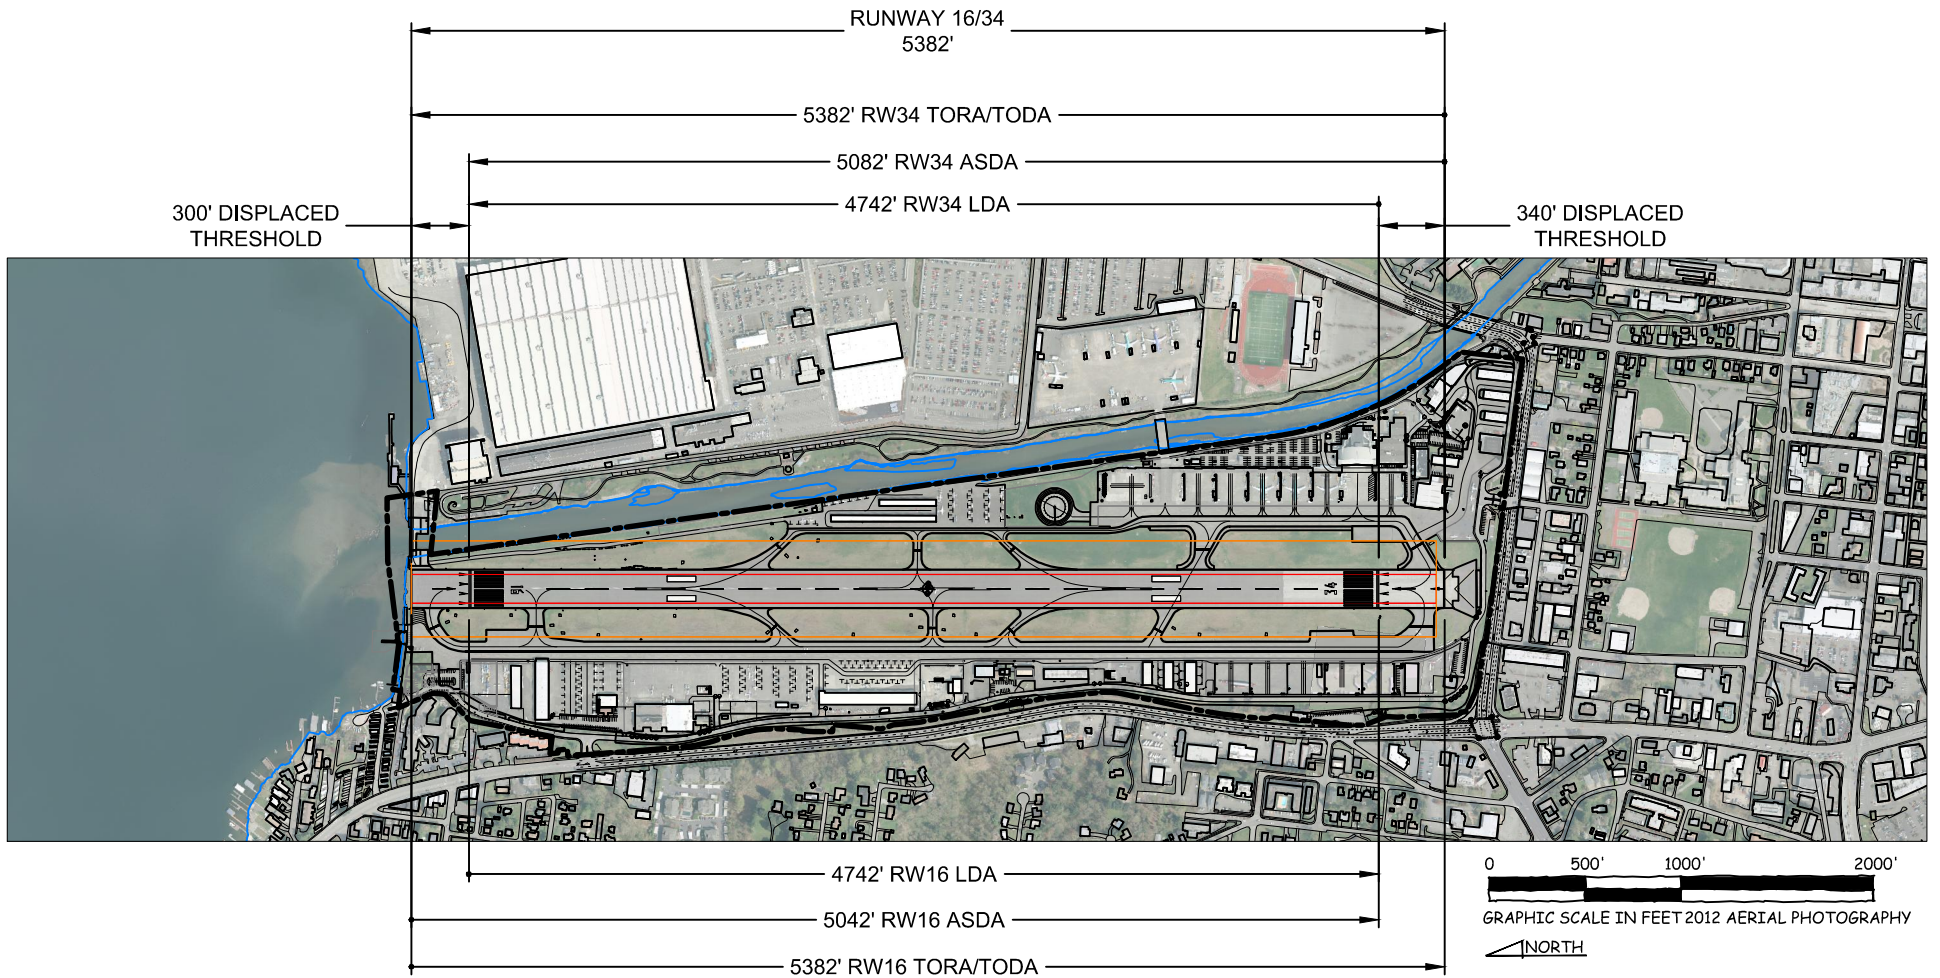 RUNWAY 16/34
5382'
5382' RW34 TORA/TODA
5082' RW34 ASDA
4742' RW34 LDA
300' DISPLACED
THRESHOLD
340' DISPLACED
THRESHOLD
4742' RW16 LDA
5042' RW16 ASDA
5382' RW16 TORA/TODA
0 500' 1000' 2000'
GRAPHIC SCALE IN FEET 2012 AERIAL PHOTOGRAPHY
NORTH